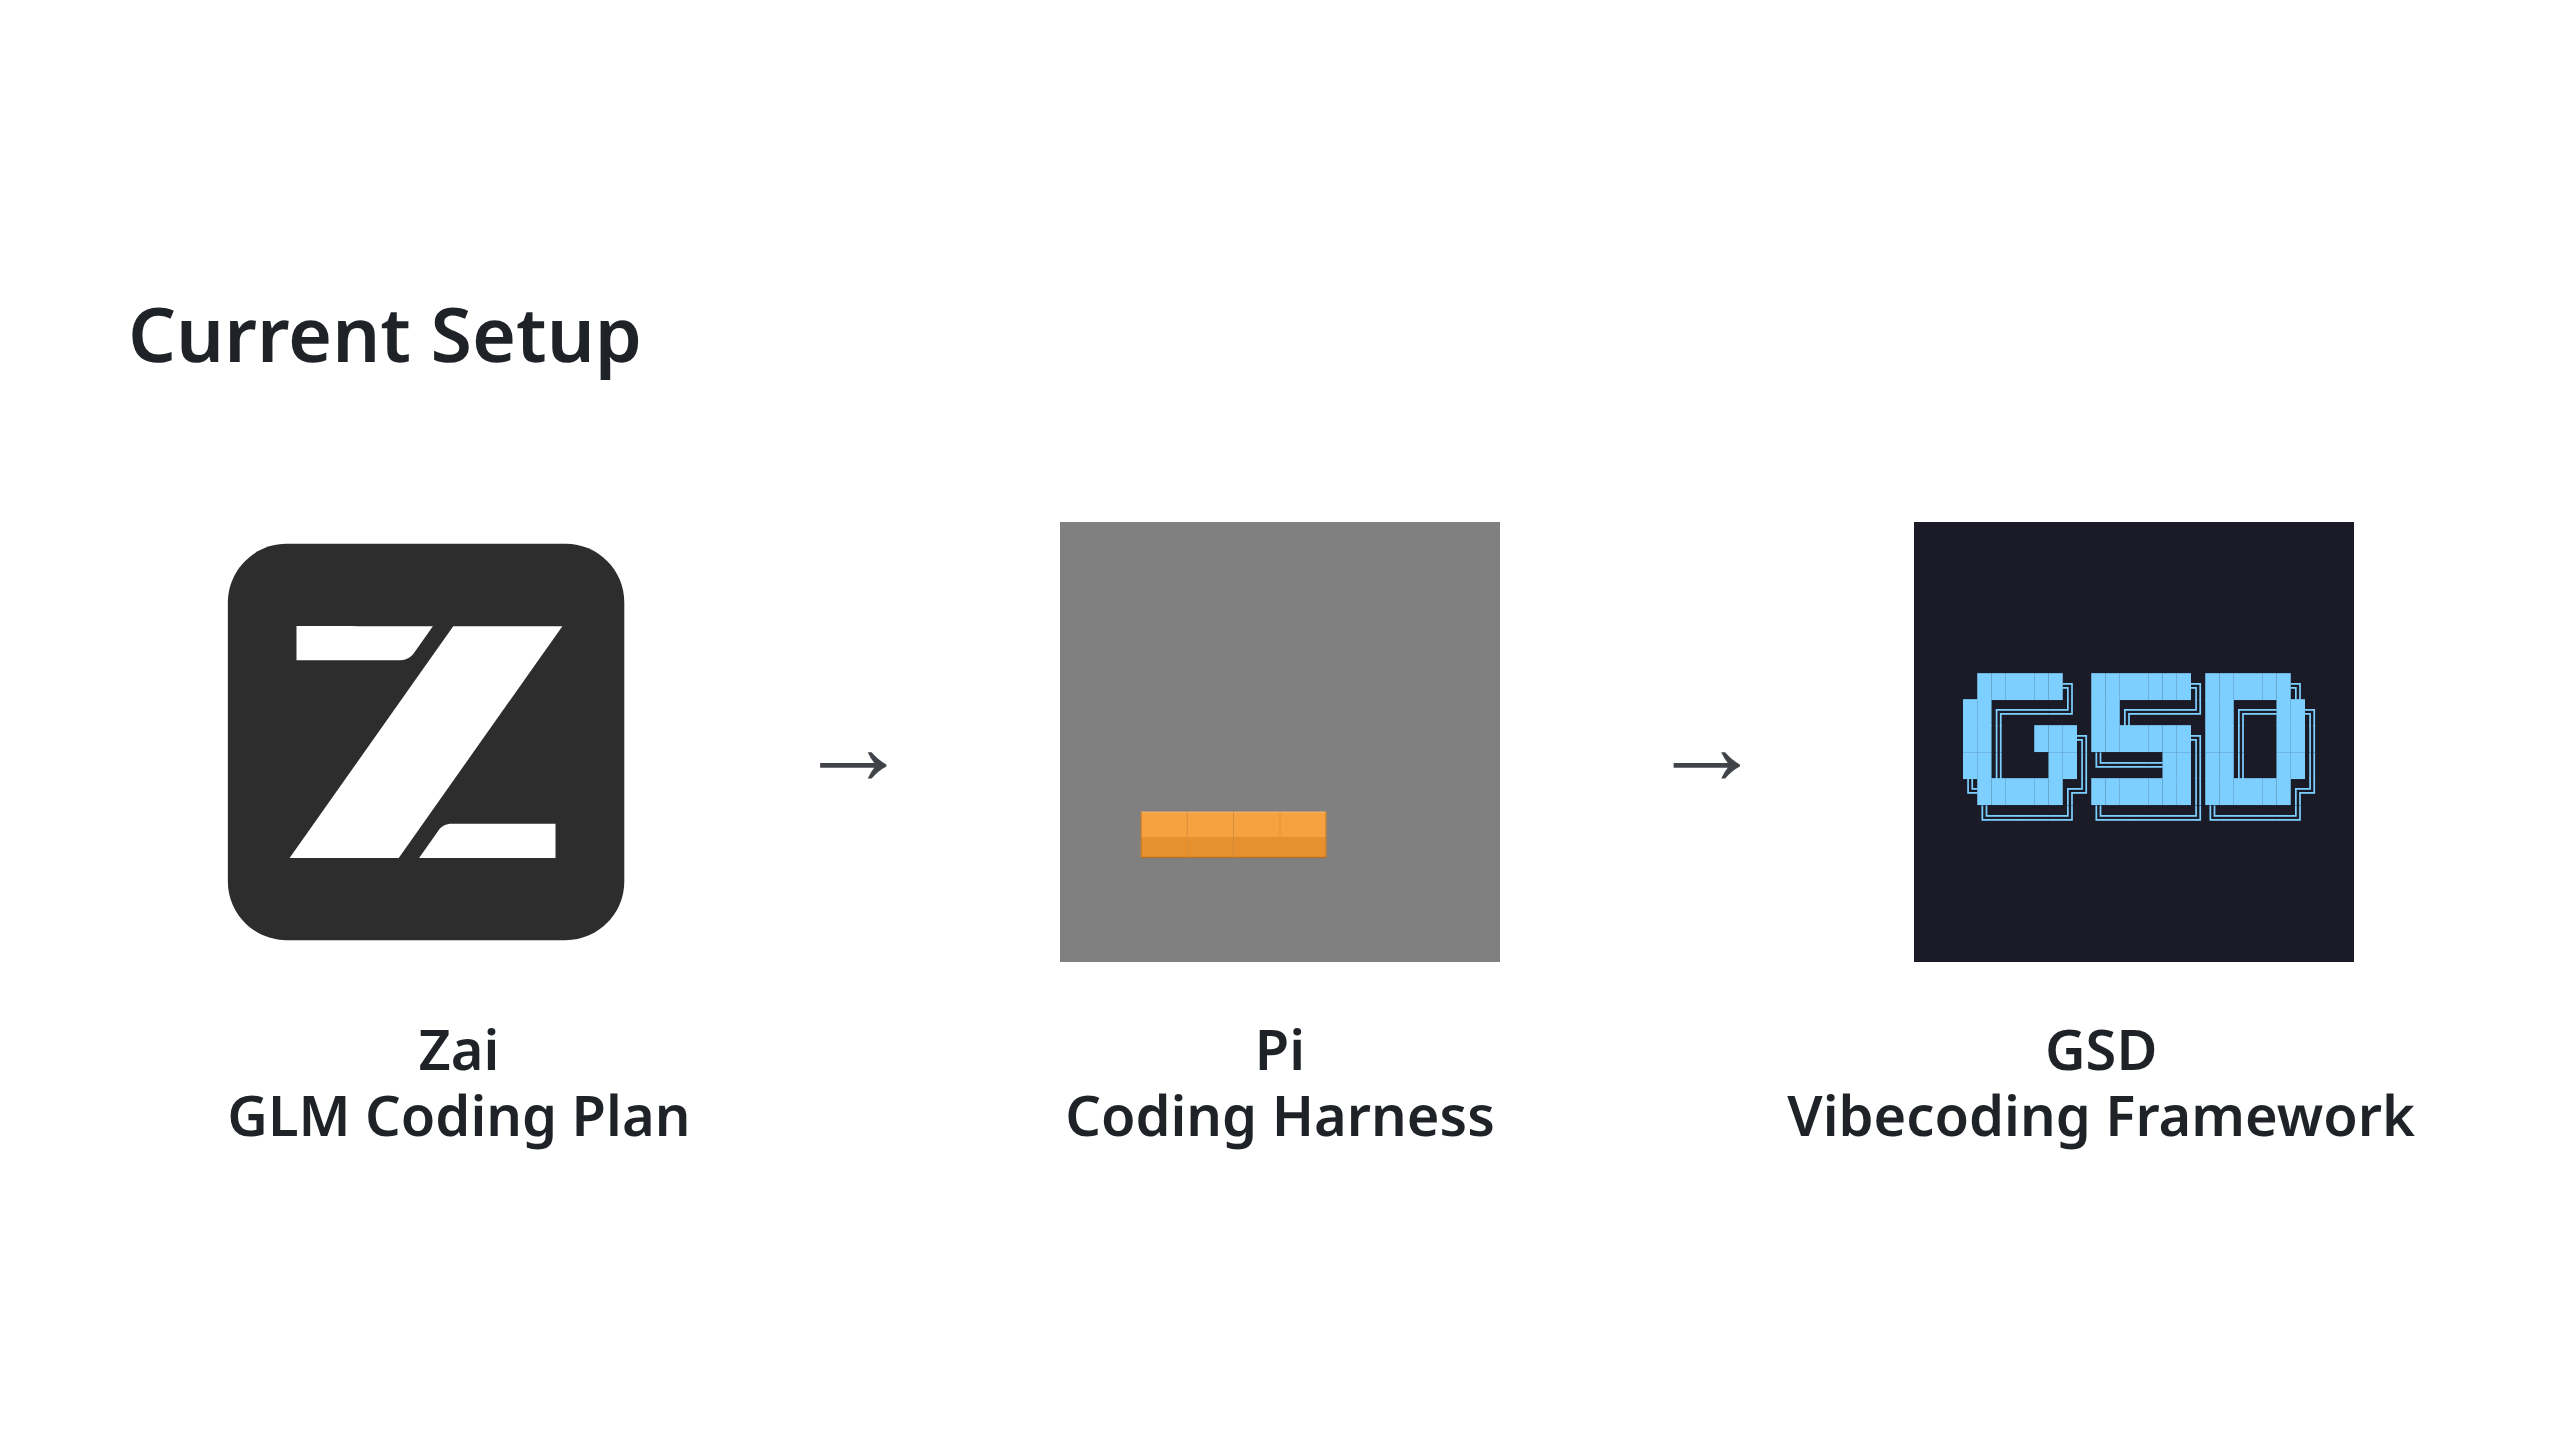 Current Setup
GSD
→
→
Zai
GLM Coding Plan
Pi
Coding Harness
GSD
Vibecoding Framework